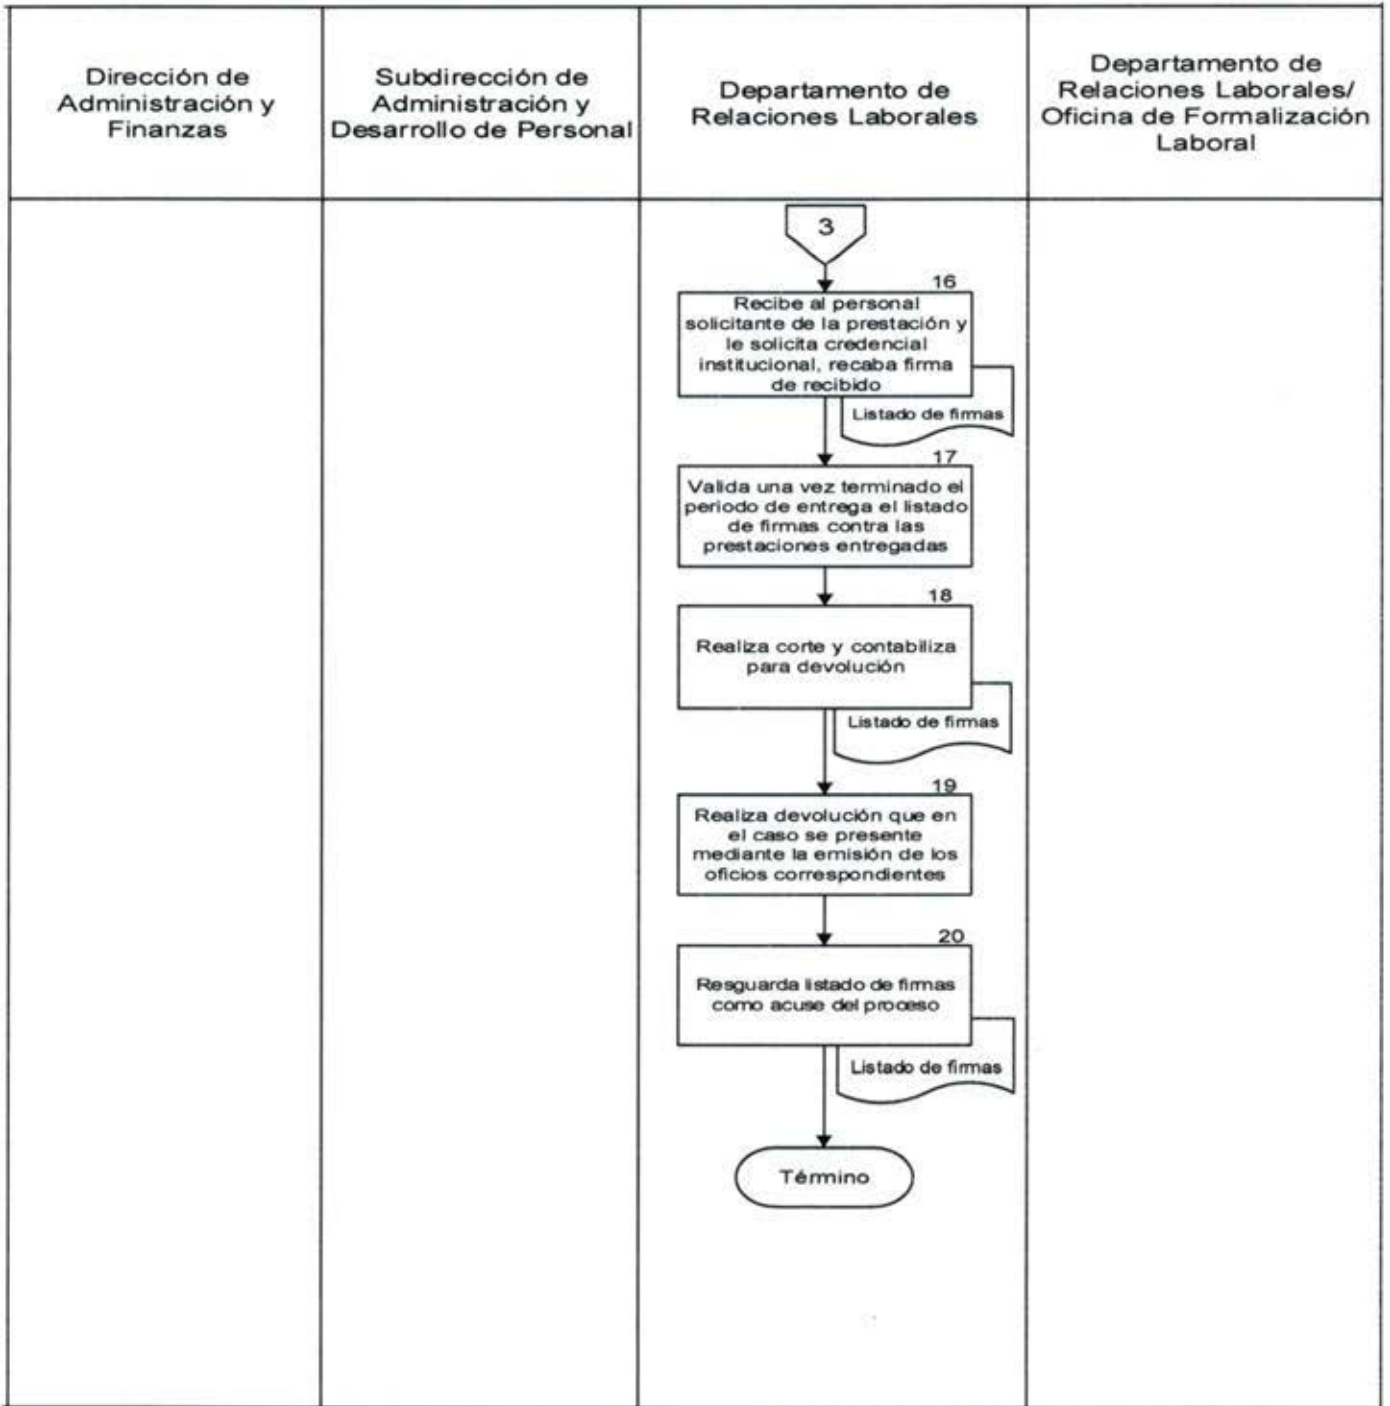 Dirección de
Administración y
Finanzas
Subdirección de
Administración y
Desarrollo de Personal
Departamento de
Relaciones Laborales
Departamento de
Relaciones Laborales/
Oficina de Formalización
Laboral
3
16
Recibe al personal
solicitante de la prestación y
le solicita credencial
institucional, recaba firma
de recibido
Listado de firmas
17
Valida una vez terminado el
periodo de entrega el listado
de firmas contra las
prestaciones entregadas
18
Realiza corte y contabiliza
para devolución
Listado de firmas
19
Realiza devolución que en
el caso se presente
mediante la emisión de los
oficios correspondientes
20
Resguarda listado de firmas
como acuse del proceso
Listado de firmas
Término